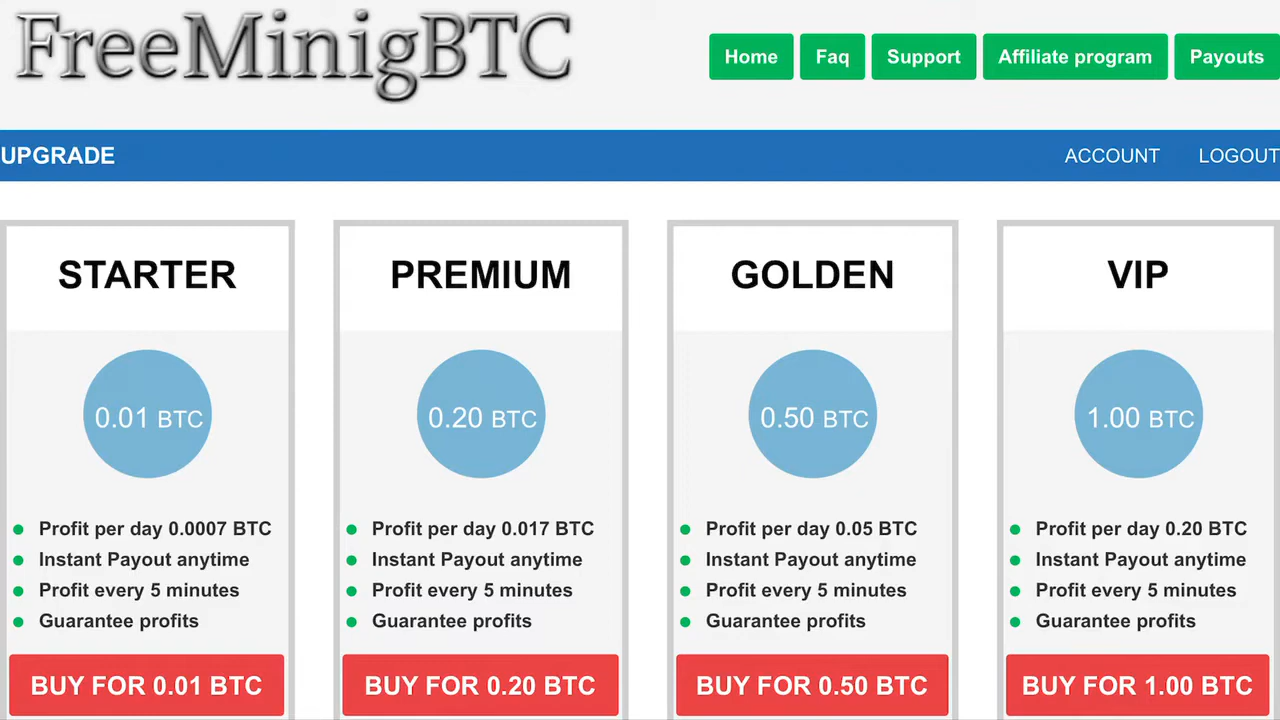 FreeMinigBTC
Home Faq Support Affiliate program Payouts
UPGRADE ACCOUNT LOGOUT
STARTER
0.01 BTC
Profit per day 0.0007 BTC
Instant Payout anytime
Profit every 5 minutes
Guarantee profits
BUY FOR 0.01 BTC
PREMIUM
0.20 BTC
Profit per day 0.017 BTC
Instant Payout anytime
Profit every 5 minutes
Guarantee profits
BUY FOR 0.20 BTC
GOLDEN
0.50 BTC
Profit per day 0.05 BTC
Instant Payout anytime
Profit every 5 minutes
Guarantee profits
BUY FOR 0.50 BTC
VIP
1.00 BTC
Profit per day 0.20 BTC
Instant Payout anytime
Profit every 5 minutes
Guarantee profits
BUY FOR 1.00 BTC